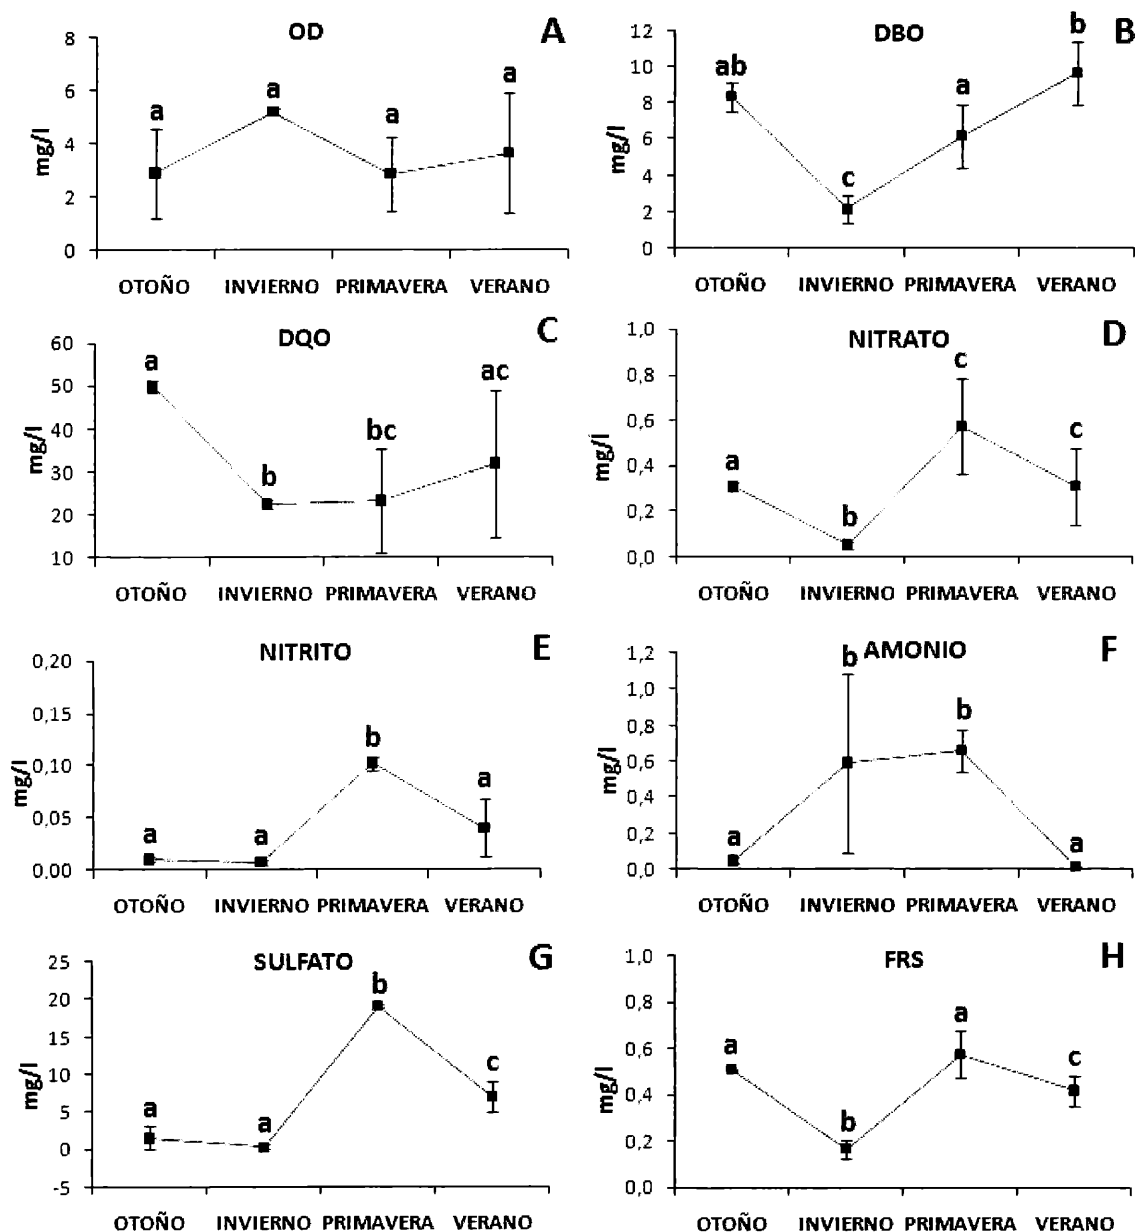 OD
A
mg/l
8
6
4
2
0
a
a
a
a
OTOÑO INVIERNO PRIMAVERA VERANO
DBO
B
mg/l
12
10
8
6
4
2
0
ab
c
a
b
OTOÑO INVIERNO PRIMAVERA VERANO
DQO
C
mg/l
60
50
40
30
20
10
a
b
bc
ac
OTOÑO INVIERNO PRIMAVERA VERANO
NITRATO
D
mg/l
1,0
0,8
0,6
0,4
0,2
0,0
a
b
c
c
OTOÑO INVIERNO PRIMAVERA VERANO
NITRITO
E
mg/l
0,20
0,15
0,10
0,05
0,00
a
a
b
a
OTOÑO INVIERNO PRIMAVERA VERANO
AMONIO
F
mg/l
1,2
1,0
0,8
0,6
0,4
0,2
0,0
a
b
b
a
OTOÑO INVIERNO PRIMAVERA VERANO
SULFATO
G
mg/l
25
20
15
10
5
0
-5
a
a
b
c
OTOÑO INVIERNO PRIMAVERA VERANO
FRS
H
mg/l
1,0
0,8
0,6
0,4
0,2
0,0
a
b
a
c
OTOÑO INVIERNO PRIMAVERA VERANO